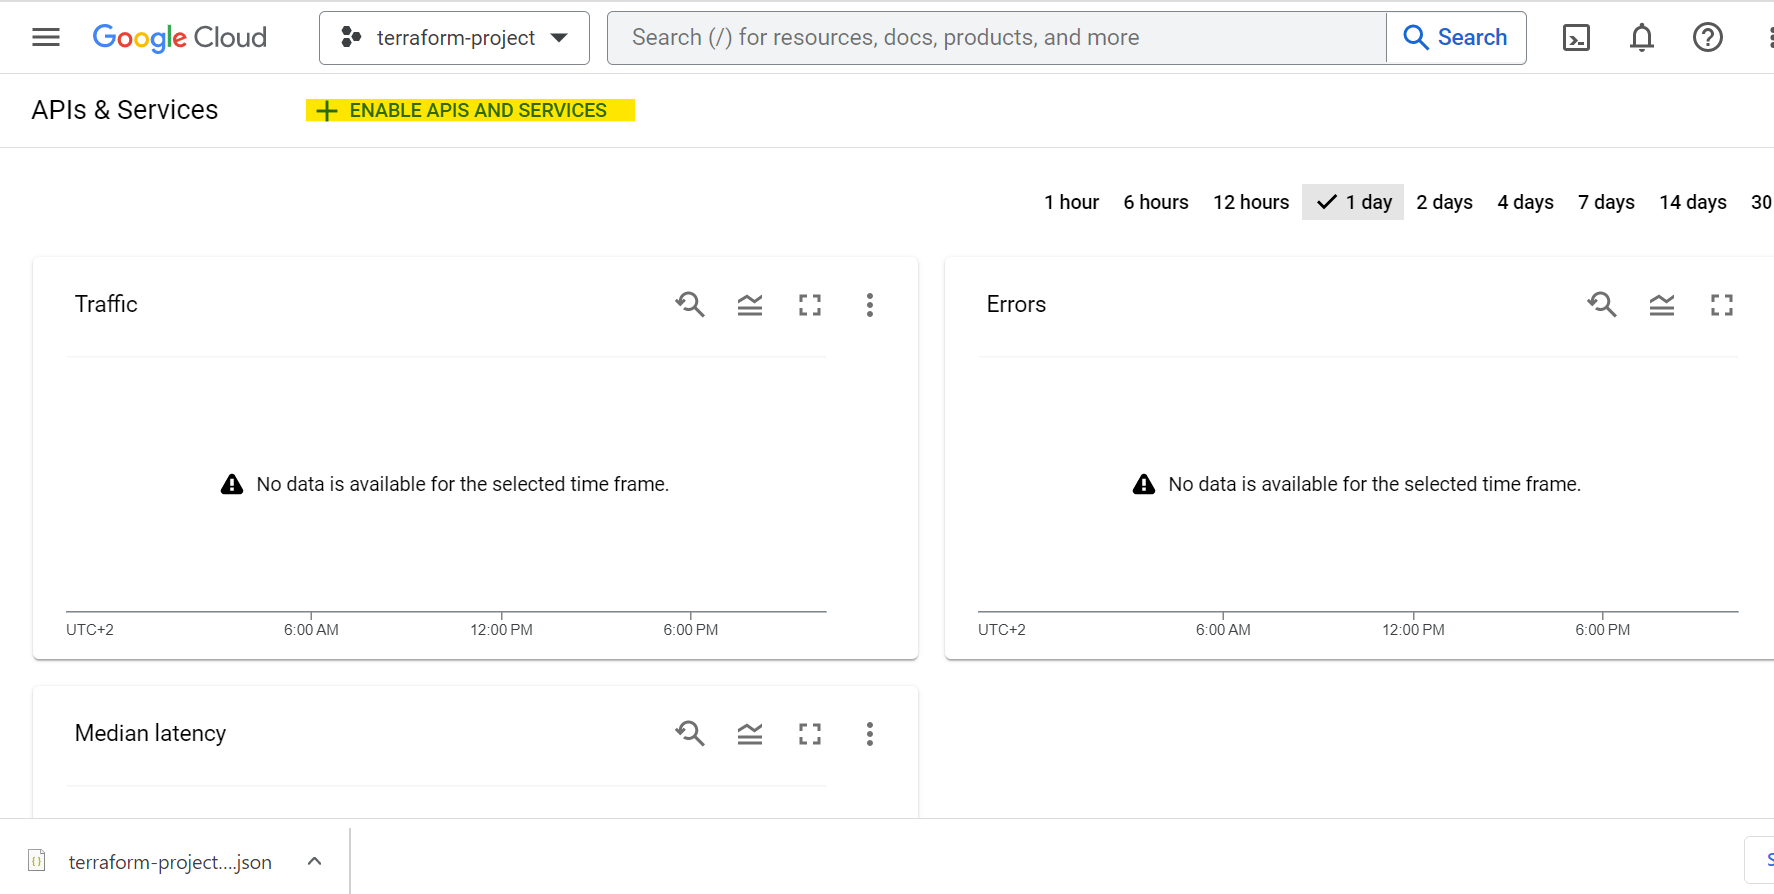 Google Cloud
terraform-project
Search (/) for resources, docs, products, and more
Search
APIs & Services
ENABLE APIS AND SERVICES
1 hour 6 hours 12 hours 1 day 2 days 4 days 7 days 14 days 30
Traffic
No data is available for the selected time frame.
UTC+2 6:00 AM 12:00 PM 6:00 PM
Errors
No data is available for the selected time frame.
UTC+2 6:00 AM 12:00 PM 6:00 PM
Median latency
terraform-project....json